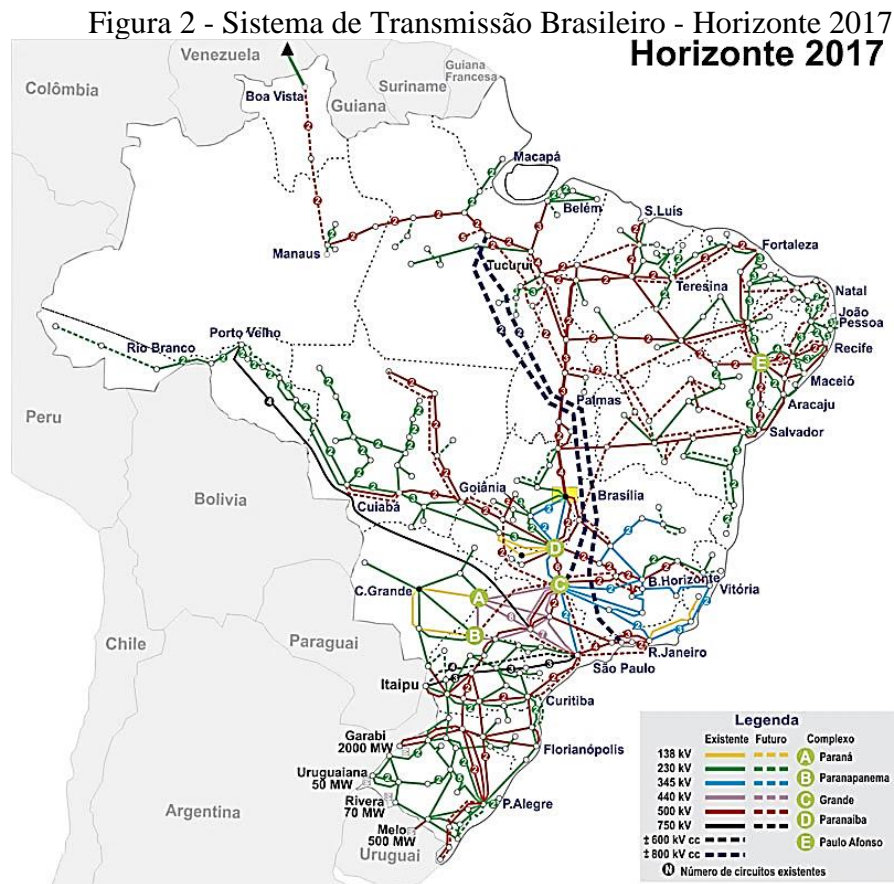 Figura 2 - Sistema de Transmissão Brasileiro - Horizonte 2017
Horizonte 2017
Venezuela
Guiana
Francesa
Suriname
Colômbia
Boa Vista
Guiana
Macapá
Belém
S.Luís
Manaus
Fortaleza
Tucuruí
Teresina
Natal
João
Pessoa
Porto Velho
Rio Branco
Recife
E
Maceió
Palmas
Aracaju
Peru
Salvador
Goiânia
Brasília
Bolivia
Cuiabá
D
C
B.Horizonte
C.Grande
A
Vitória
B
Chile
Paraguai
R.Janeiro
São Paulo
Itaipu
Curitiba
Garabi
2000 MW
Florianópolis
Uruguaiana
50 MW
Rivera
70 MW
P.Alegre
Melo
500 MW
Argentina
Uruguai
Legenda
Existente Futuro Complexo
138 kV A Paraná
230 kV B Paranapanema
345 kV
440 kV C Grande
500 kV D Paranaíba
750 kV
±600 kV cc E Paulo Afonso
±800 kV cc
N Número de circuitos existentes